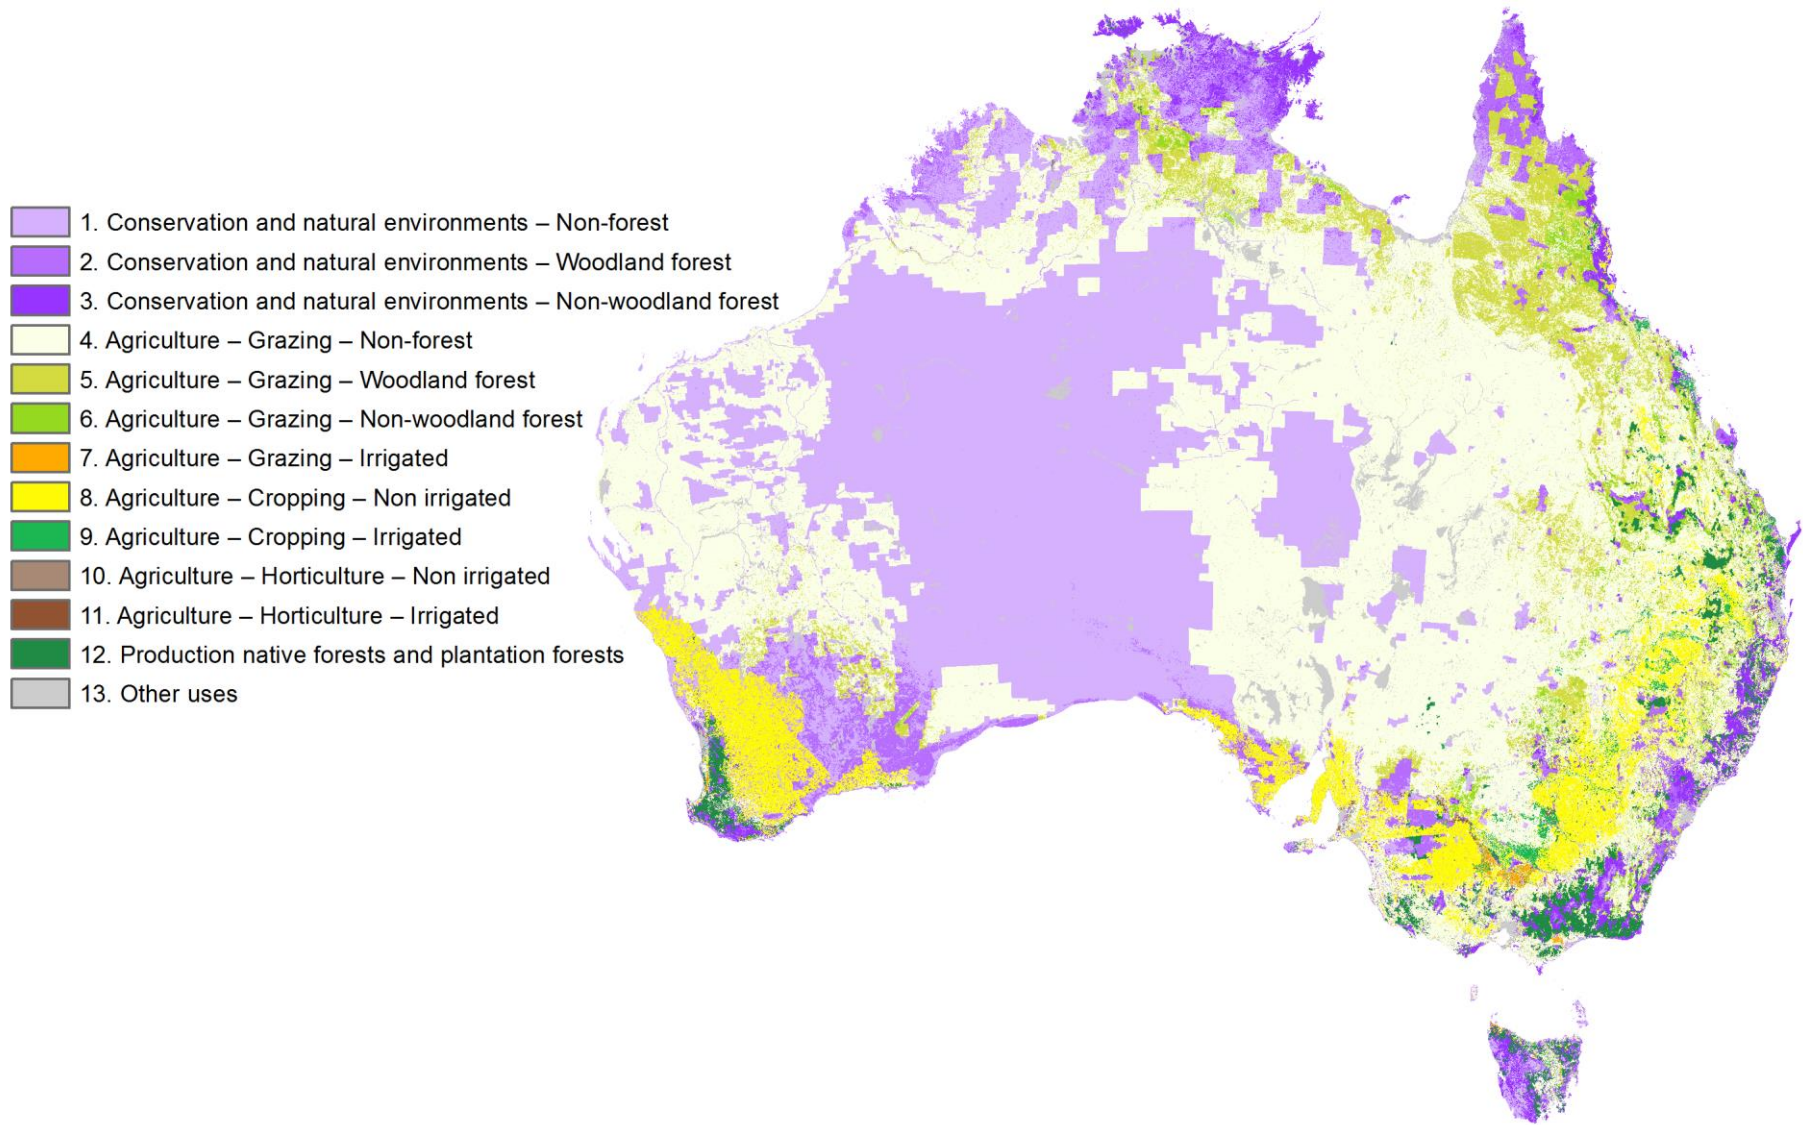 1. Conservation and natural environments – Non-forest
2. Conservation and natural environments – Woodland forest
3. Conservation and natural environments – Non-woodland forest
4. Agriculture – Grazing – Non-forest
5. Agriculture – Grazing – Woodland forest
6. Agriculture – Grazing – Non-woodland forest
7. Agriculture – Grazing – Irrigated
8. Agriculture – Cropping – Non irrigated
9. Agriculture – Cropping – Irrigated
10. Agriculture – Horticulture – Non irrigated
11. Agriculture – Horticulture – Irrigated
12. Production native forests and plantation forests
13. Other uses